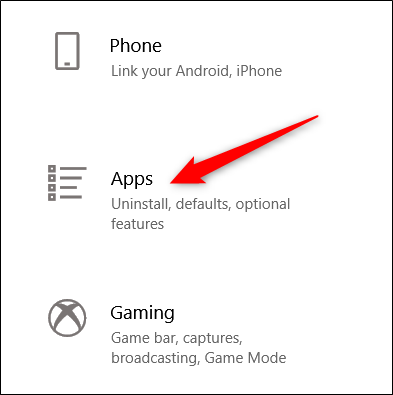 Phone
Link your Android, iPhone
Apps
Uninstall, defaults, optional
features
Gaming
Game bar, captures,
broadcasting, Game Mode